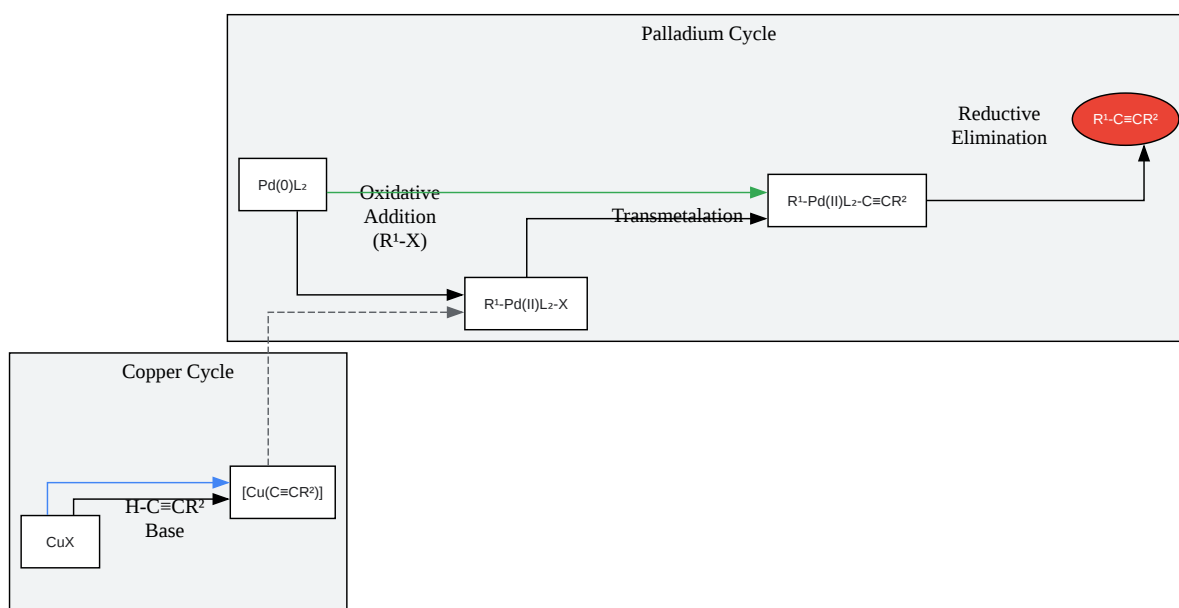 Palladium Cycle
Reductive
Elimination
R¹-C≡CR²
Pd(0)L₂
Oxidative
Addition
(R¹-X)
Transmetalation
R¹-Pd(II)L₂-C≡CR²
R¹-Pd(II)L₂-X
Copper Cycle
[Cu(C≡CR²)]
H-C≡CR²
Base
CuX